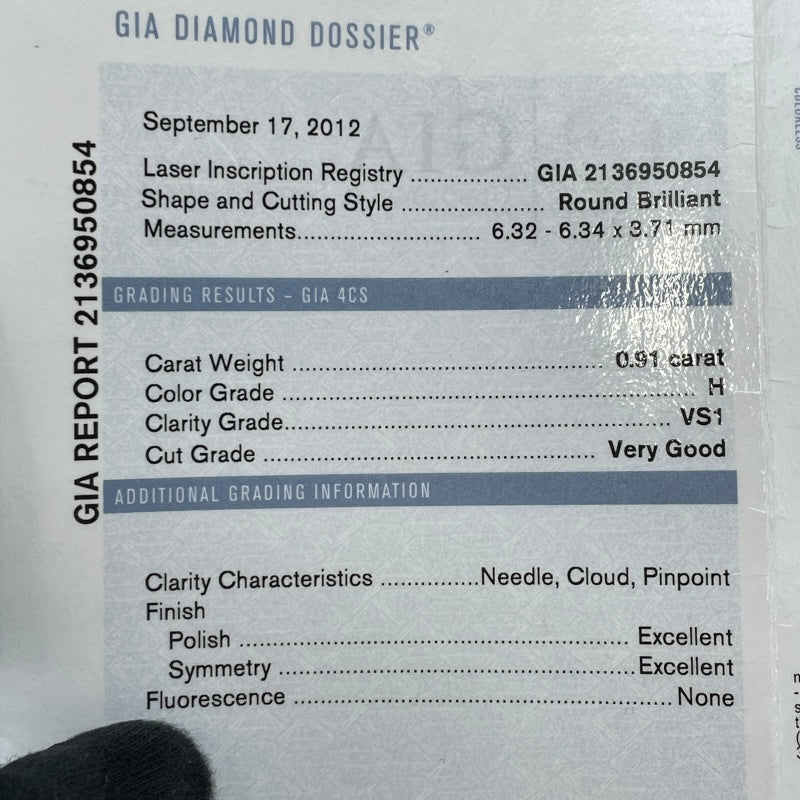 GIA DIAMOND DOSSIER®
September 17, 2012
Laser Inscription Registry .................. GIA 2136950854
Shape and Cutting Style ...................... Round Brilliant
Measurements............................ 6.32 - 6.34 x 3.71 mm
GRADING RESULTS – GIA 4CS
Carat Weight ................................................ 0.91 carat
Color Grade ................................................................ H
Clarity Grade.......................................................... VS1
Cut Grade .................................................... Very Good
ADDITIONAL GRADING INFORMATION
Clarity Characteristics ...............Needle, Cloud, Pinpoint
Finish
Polish ............................................................ Excellent
Symmetry ......................................................Excellent
Fluorescence .......................................................... None
GIA REPORT 2136950854